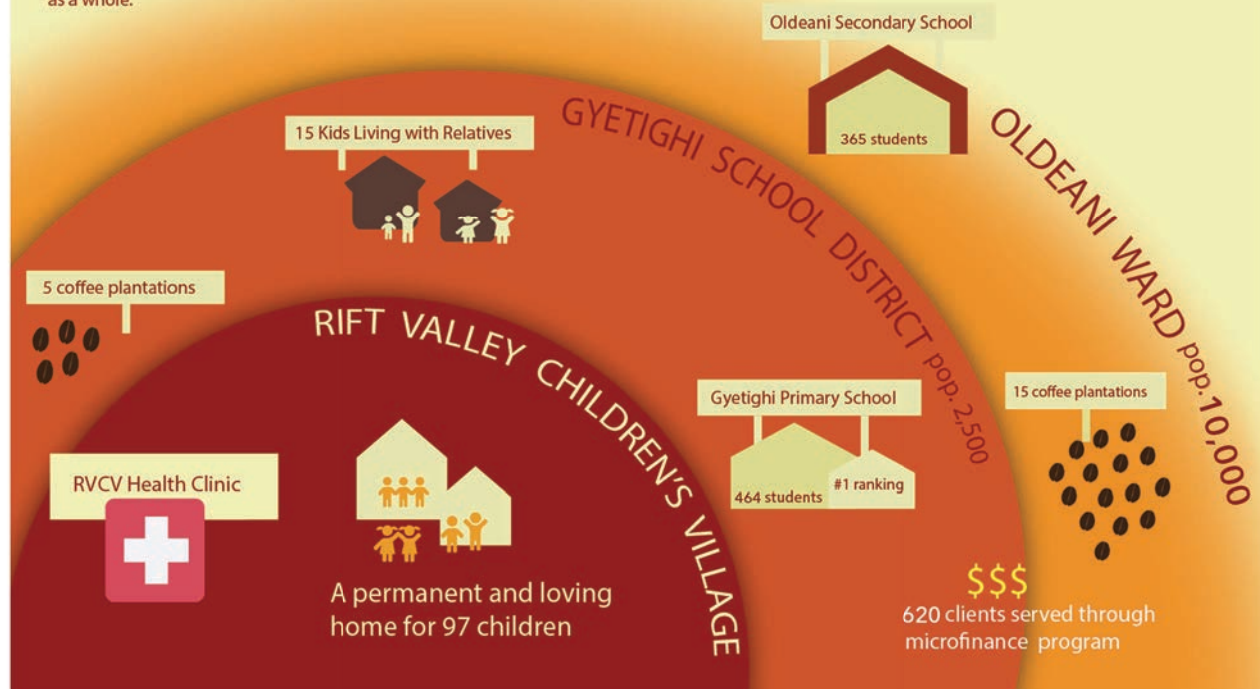 as a whole.
Oldeani Secondary School
365 students
OLDEANI WARD pop. 10,000
15 Kids Living with Relatives
GYETIGHI SCHOOL DISTRICT pop. 2,500
5 coffee plantations
RIFT VALLEY CHILDREN'S VILLAGE
Gyetighi Primary School
464 students
#1 ranking
15 coffee plantations
RVCV Health Clinic
A permanent and loving
home for 97 children
$$$
620 clients served through
microfinance program